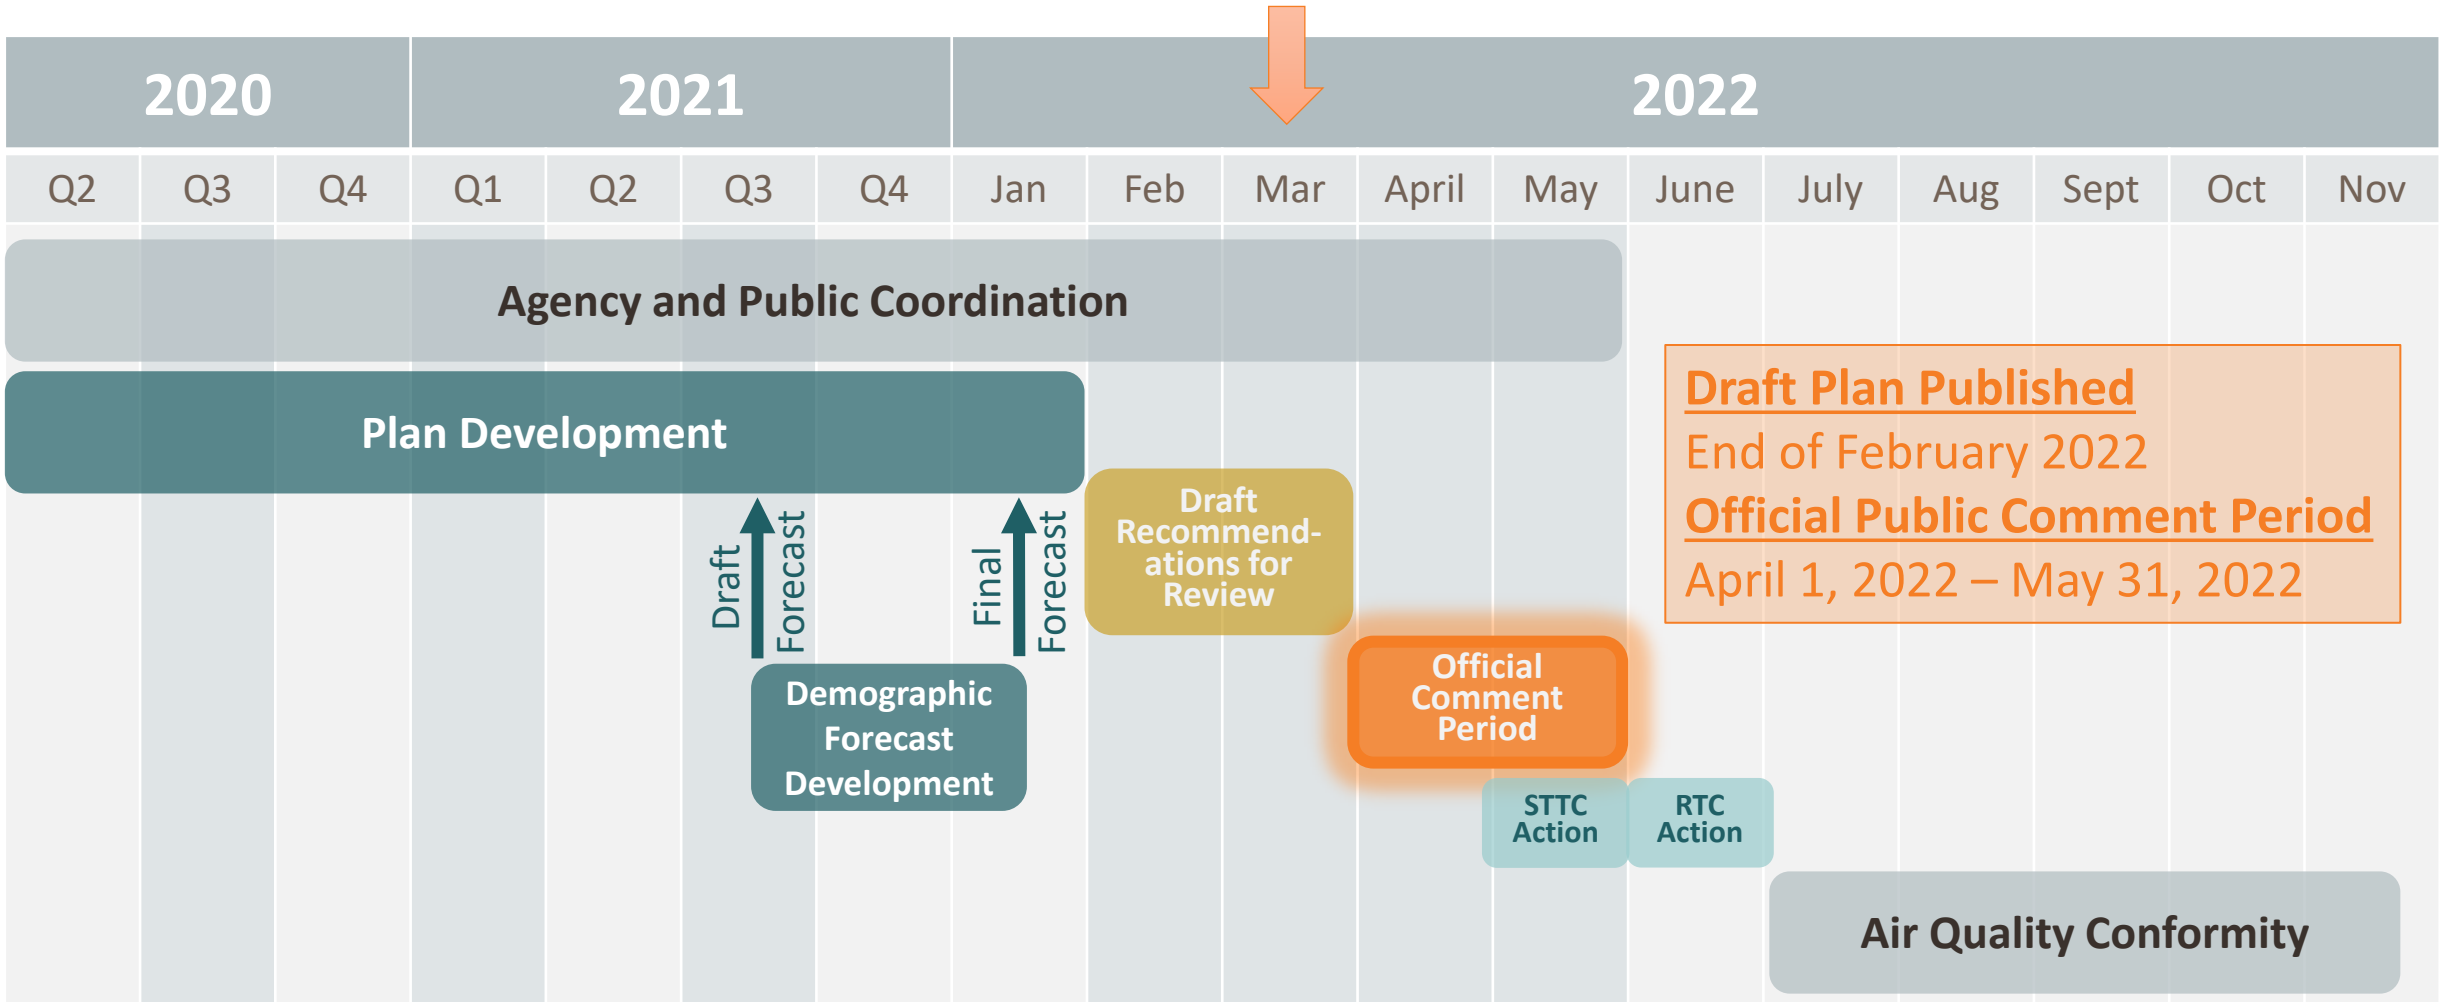 2020 2021 2022
Q2 Q3 Q4 Q1 Q2 Q3 Q4 Jan Feb Mar April May June July Aug Sept Oct Nov
Agency and Public Coordination
Plan Development
Draft Plan Published
End of February 2022
Official Public Comment Period
April 1, 2022 – May 31, 2022
Draft
Recommend-
ations for
Review
Draft
Forecast
Final
Forecast
Demographic
Forecast
Development
Official
Comment
Period
STTC
Action
RTC
Action
Air Quality Conformity